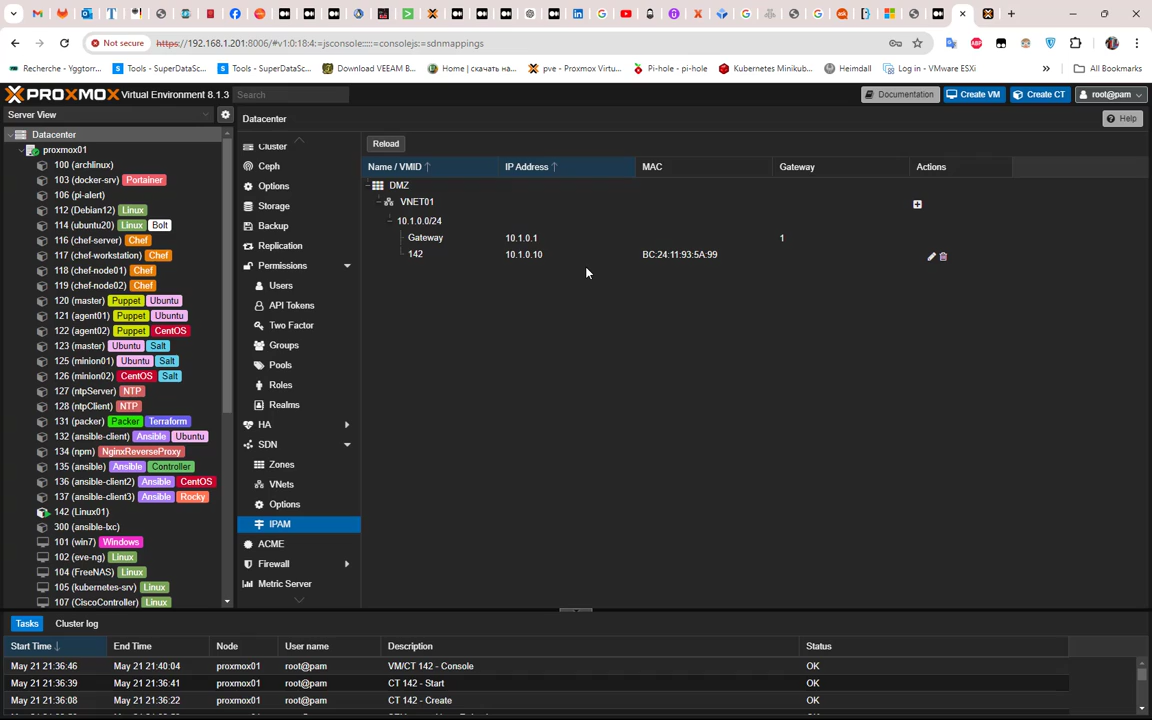 Not secure https://192.168.1.201:8006/#v1:0:18:4:=jsconsole:::::=consolejs:=sdnmappings
Recherche - Yggtorr... Tools - SuperDataSc... Tools - SuperDataSc... Download VEEAM B... Home | скачать на... pve - Proxmox Virtu... Pi-hole - pi-hole Kubernetes Minikub... Heimdall Log in - VMware ESXi » All Bookmarks
PROXMOX Virtual Environment 8.1.3 Search Documentation Create VM Create CT root@pam
Server View
Datacenter
proxmox01
100 (archlinux)
103 (docker-srv) Portainer
106 (pi-alert)
112 (Debian12) Linux
114 (ubuntu20) Linux Bolt
116 (chef-server) Chef
117 (chef-workstation) Chef
118 (chef-node01) Chef
119 (chef-node02) Chef
120 (master) Puppet Ubuntu
121 (agent01) Puppet Ubuntu
122 (agent02) Puppet CentOS
123 (master) Ubuntu Salt
125 (minion01) Ubuntu Salt
126 (minion02) CentOS Salt
127 (ntpServer) NTP
128 (ntpClient) NTP
131 (packer) Packer Terraform
132 (ansible-client) Ansible Ubuntu
134 (npm) NginxReverseProxy
135 (ansible) Ansible Controller
136 (ansible-client2) Ansible CentOS
137 (ansible-client3) Ansible Rocky
142 (Linux01)
300 (ansible-lxc)
101 (win7) Windows
102 (eve-ng) Linux
104 (FreeNAS) Linux
105 (kubernetes-srv) Linux
107 (CiscoController) Linux
Datacenter Help
Cluster
Ceph
Options
Storage
Backup
Replication
Permissions
Users
API Tokens
Two Factor
Groups
Pools
Roles
Realms
HA
SDN
Zones
VNets
Options
IPAM
ACME
Firewall
Metric Server
Reload
Name / VMID IP Address MAC Gateway Actions
DMZ
VNET01
10.1.0.0/24
Gateway 10.1.0.1 1
142 10.1.0.10 BC:24:11:93:5A:99
Tasks Cluster log
Start Time End Time Node User name Description Status
May 21 21:36:46 May 21 21:40:04 proxmox01 root@pam VM/CT 142 - Console OK
May 21 21:36:39 May 21 21:36:41 proxmox01 root@pam CT 142 - Start OK
May 21 21:36:08 May 21 21:36:22 proxmox01 root@pam CT 142 - Create OK